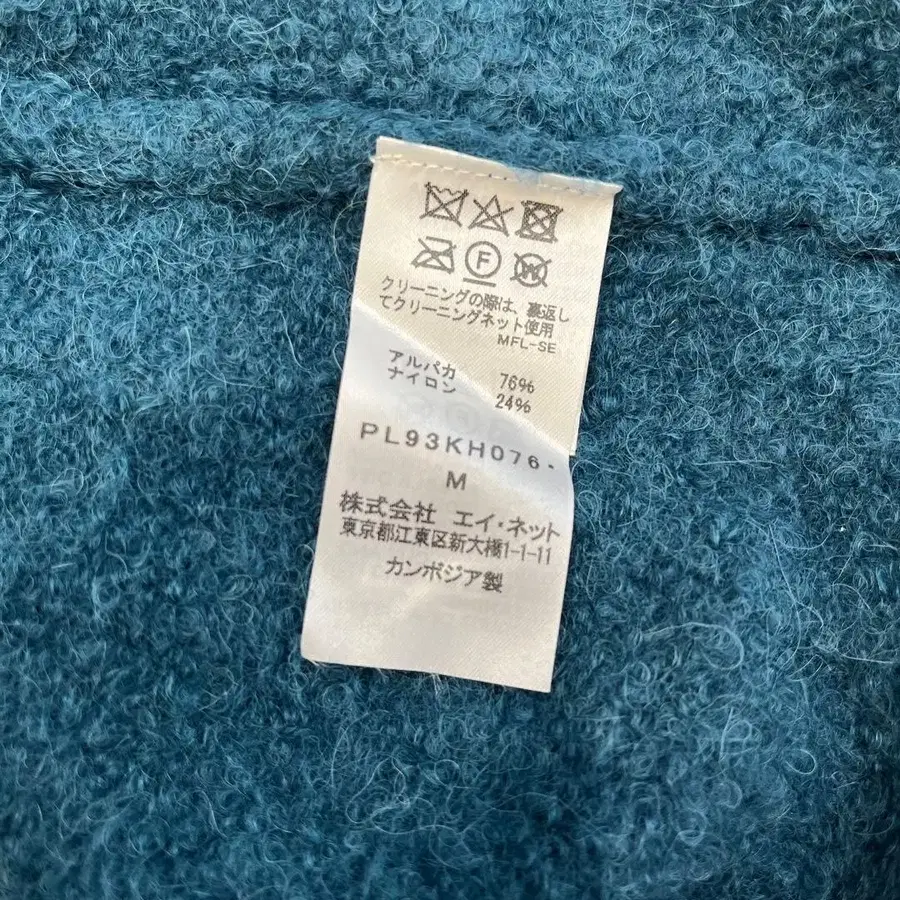 F
W
クリーニングの際は、裏返し
てクリーニングネット使用
MFL-SE
アルパカ 76%
ナイロン 24%
PL93KH076-
M
株式会社 エイ・ネット
東京都江東区新大橋1-1-11
カンボジア製